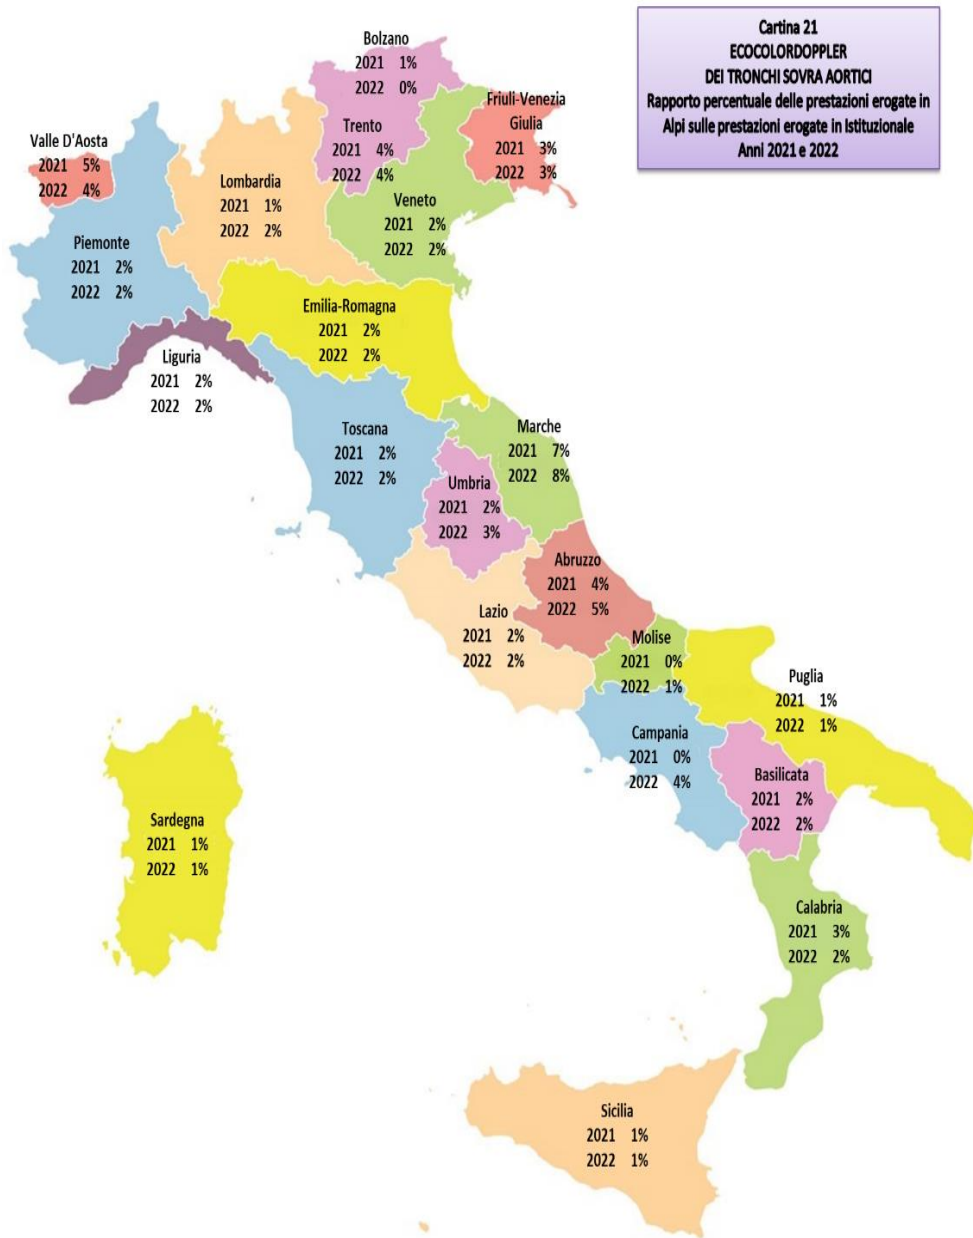 Cartina 21
ECOCOLORDOPPLER
DEI TRONCHI SOVRA AORTICI
Rapporto percentuale delle prestazioni erogate in
Alpi sulle prestazioni erogate in Istituzionale
Anni 2021 e 2022
Bolzano
2021 1%
2022 0%
Trento
2021 4%
2022 4%
Friuli-Venezia
Giulia
2021 3%
2022 3%
Valle D'Aosta
2021 5%
2022 4%
Lombardia
2021 1%
2022 2%
Veneto
2021 2%
2022 2%
Piemonte
2021 2%
2022 2%
Emilia-Romagna
2021 2%
2022 2%
Liguria
2021 2%
2022 2%
Toscana
2021 2%
2022 2%
Marche
2021 7%
2022 8%
Umbria
2021 2%
2022 3%
Abruzzo
2021 4%
2022 5%
Lazio
2021 2%
2022 2%
Molise
2021 0%
2022 1%
Puglia
2021 1%
2022 1%
Campania
2021 0%
2022 4%
Basilicata
2021 2%
2022 2%
Sardegna
2021 1%
2022 1%
Calabria
2021 3%
2022 2%
Sicilia
2021 1%
2022 1%